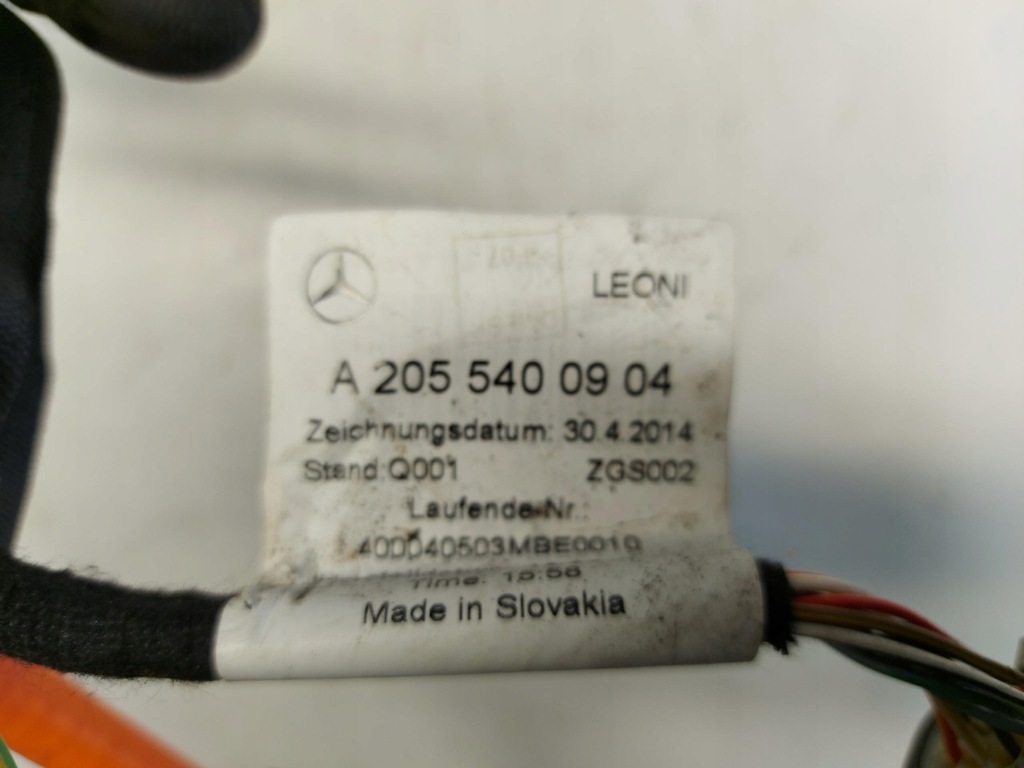 LEONI
A 205 540 09 04
Zeichnungsdatum: 30.4.2014
Stand:Q001 ZGS002
Laufende-Nr.:
400040503MBE0010
Time: 15:56
Made in Slovakia